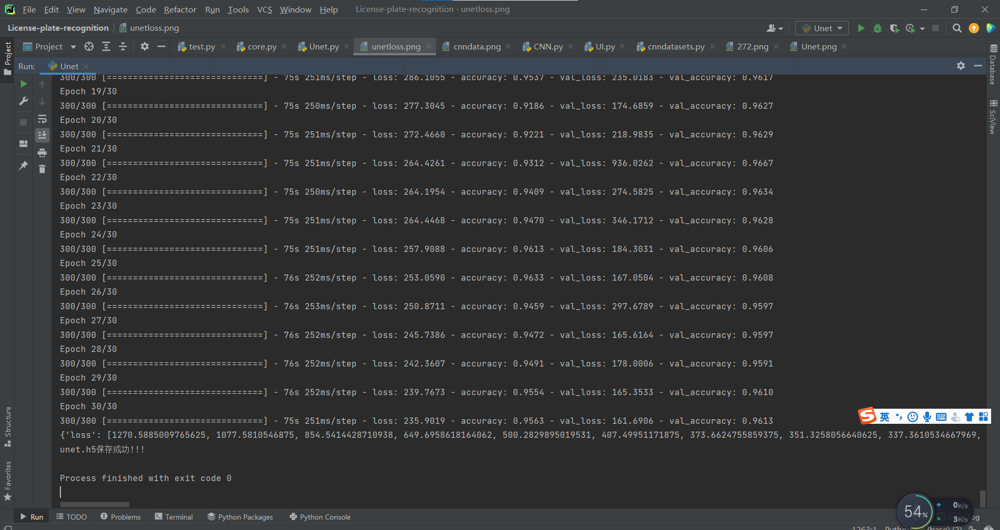 File Edit View Navigate Code Refactor Run Tools VCS Window Help License-plate-recognition - unetloss.png
License-plate-recognition unetloss.png Unet
Project test.py core.py Unet.py unetloss.png cnndata.png CNN.py UI.py cnndatasets.py 272.png Unet.png
Project
Database
SciView
Run: Unet
300/300 [==============================] - 75s 251ms/step - loss: 286.1055 - accuracy: 0.9537 - val_loss: 235.0183 - val_accuracy: 0.9617
Epoch 19/30
300/300 [==============================] - 75s 250ms/step - loss: 277.3045 - accuracy: 0.9186 - val_loss: 174.6859 - val_accuracy: 0.9627
Epoch 20/30
300/300 [==============================] - 75s 251ms/step - loss: 272.4660 - accuracy: 0.9221 - val_loss: 218.9835 - val_accuracy: 0.9629
Epoch 21/30
300/300 [==============================] - 75s 251ms/step - loss: 264.4261 - accuracy: 0.9312 - val_loss: 936.0262 - val_accuracy: 0.9667
Epoch 22/30
300/300 [==============================] - 75s 250ms/step - loss: 264.1954 - accuracy: 0.9409 - val_loss: 274.5825 - val_accuracy: 0.9634
Epoch 23/30
300/300 [==============================] - 75s 251ms/step - loss: 264.4468 - accuracy: 0.9470 - val_loss: 346.1712 - val_accuracy: 0.9628
Epoch 24/30
300/300 [==============================] - 75s 251ms/step - loss: 257.9088 - accuracy: 0.9613 - val_loss: 184.3031 - val_accuracy: 0.9606
Epoch 25/30
300/300 [==============================] - 76s 252ms/step - loss: 253.0590 - accuracy: 0.9633 - val_loss: 167.0504 - val_accuracy: 0.9608
Epoch 26/30
300/300 [==============================] - 76s 253ms/step - loss: 250.8711 - accuracy: 0.9459 - val_loss: 297.6789 - val_accuracy: 0.9597
Epoch 27/30
300/300 [==============================] - 76s 252ms/step - loss: 245.7386 - accuracy: 0.9472 - val_loss: 165.6164 - val_accuracy: 0.9597
Epoch 28/30
300/300 [==============================] - 76s 252ms/step - loss: 242.3607 - accuracy: 0.9491 - val_loss: 178.0006 - val_accuracy: 0.9591
Epoch 29/30
300/300 [==============================] - 76s 252ms/step - loss: 239.7673 - accuracy: 0.9554 - val_loss: 165.3533 - val_accuracy: 0.9610
Epoch 30/30
300/300 [==============================] - 75s 251ms/step - loss: 235.9019 - accuracy: 0.9563 - val_loss: 161.6906 - val_accuracy: 0.9613
{'loss': [1270.5885009765625, 1077.5810546875, 854.5414428710938, 649.6958618164062, 500.2829895019531, 407.49951171875, 373.6624755859375, 351.3258056640625, 337.3610534667969,
unet.h5保存成功!!!
Process finished with exit code 0
Structure
Favorites
英
54%
0K/s
3K/s
Run TODO Problems Terminal Python Packages Python Console
1263:1